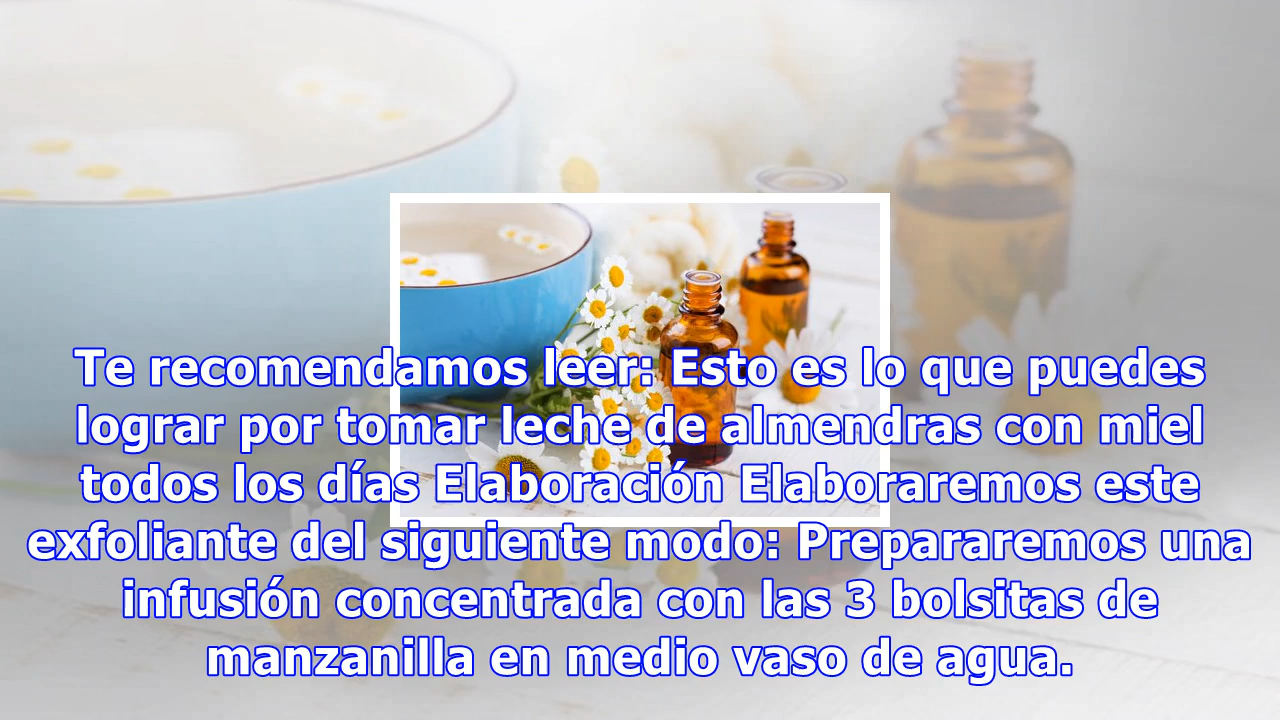 Te recomendamos leer: Esto es lo que puedes
lograr por tomar leche de almendras con miel
todos los días Elaboración Elaboraremos este
exfoliante del siguiente modo: Prepararemos una
infusión concentrada con las 3 bolsitas de
manzanilla en medio vaso de agua.